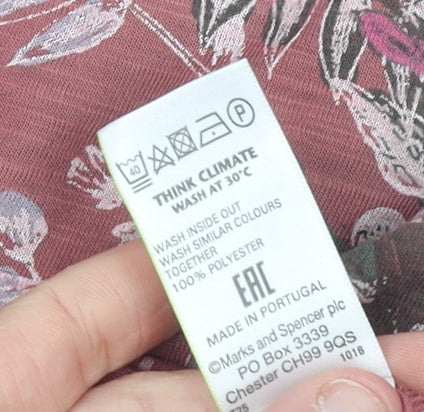 40 P
THINK CLIMATE
WASH AT 30°C
WASH INSIDE OUT
WASH SIMILAR COLOURS
TOGETHER
100% POLYESTER
EAC
MADE IN PORTUGAL
©Marks and Spencer plc
PO Box 3339
Chester CH99 9QS
1018